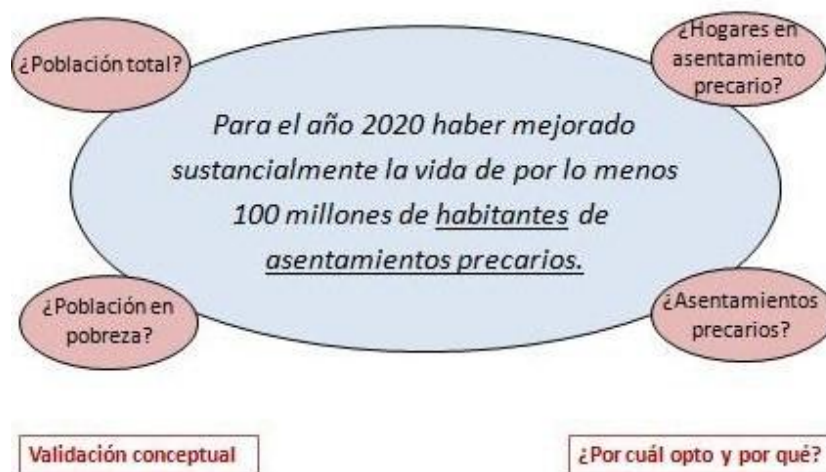 ¿Población total?
¿Hogares en
asentamiento
precario?
Para el año 2020 haber mejorado
sustancialmente la vida de por lo menos
100 millones de habitantes de
asentamientos precarios.
¿Población en
pobreza?
¿Asentamientos
precarios?
Validación conceptual
¿Por cuál opto y por qué?